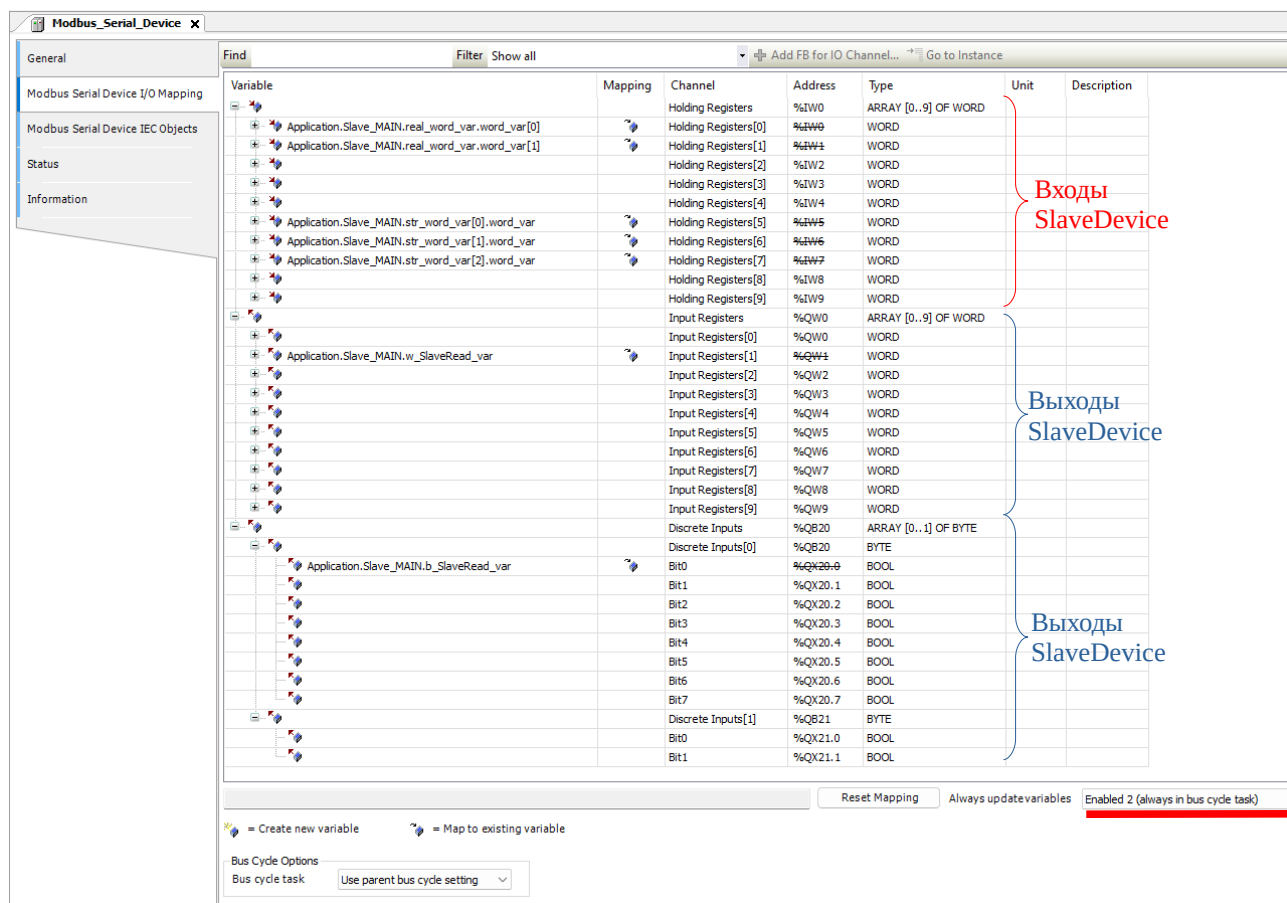 Modbus_Serial_Device X
General
Modbus Serial Device I/O Mapping
Modbus Serial Device IEC Objects
Status
Information
Find Filter Show all Add FB for IO Channel... Go to Instance
Variable Mapping Channel Address Type Unit Description
Holding Registers %IW0 ARRAY [0..9] OF WORD
Application.Slave_MAIN.real_word_var.word_var[0] Holding Registers[0] %IW0 WORD
Application.Slave_MAIN.real_word_var.word_var[1] Holding Registers[1] %IW1 WORD
Holding Registers[2] %IW2 WORD
Holding Registers[3] %IW3 WORD
Holding Registers[4] %IW4 WORD
Application.Slave_MAIN.str_word_var[0].word_var Holding Registers[5] %IW5 WORD
Application.Slave_MAIN.str_word_var[1].word_var Holding Registers[6] %IW6 WORD
Application.Slave_MAIN.str_word_var[2].word_var Holding Registers[7] %IW7 WORD
Holding Registers[8] %IW8 WORD
Holding Registers[9] %IW9 WORD
Входы
SlaveDevice
Input Registers %QW0 ARRAY [0..9] OF WORD
Input Registers[0] %QW0 WORD
Application.Slave_MAIN.w_SlaveRead_var Input Registers[1] %QW1 WORD
Input Registers[2] %QW2 WORD
Input Registers[3] %QW3 WORD
Input Registers[4] %QW4 WORD
Input Registers[5] %QW5 WORD
Input Registers[6] %QW6 WORD
Input Registers[7] %QW7 WORD
Input Registers[8] %QW8 WORD
Input Registers[9] %QW9 WORD
Выходы
SlaveDevice
Discrete Inputs %QB20 ARRAY [0..1] OF BYTE
Discrete Inputs[0] %QB20 BYTE
Application.Slave_MAIN.b_SlaveRead_var Bit0 %QX20.0 BOOL
Bit1 %QX20.1 BOOL
Bit2 %QX20.2 BOOL
Bit3 %QX20.3 BOOL
Bit4 %QX20.4 BOOL
Bit5 %QX20.5 BOOL
Bit6 %QX20.6 BOOL
Bit7 %QX20.7 BOOL
Discrete Inputs[1] %QB21 BYTE
Bit0 %QX21.0 BOOL
Bit1 %QX21.1 BOOL
Выходы
SlaveDevice
Reset Mapping Always update variables Enabled 2 (always in bus cycle task)
= Create new variable = Map to existing variable
Bus Cycle Options
Bus cycle task Use parent bus cycle setting